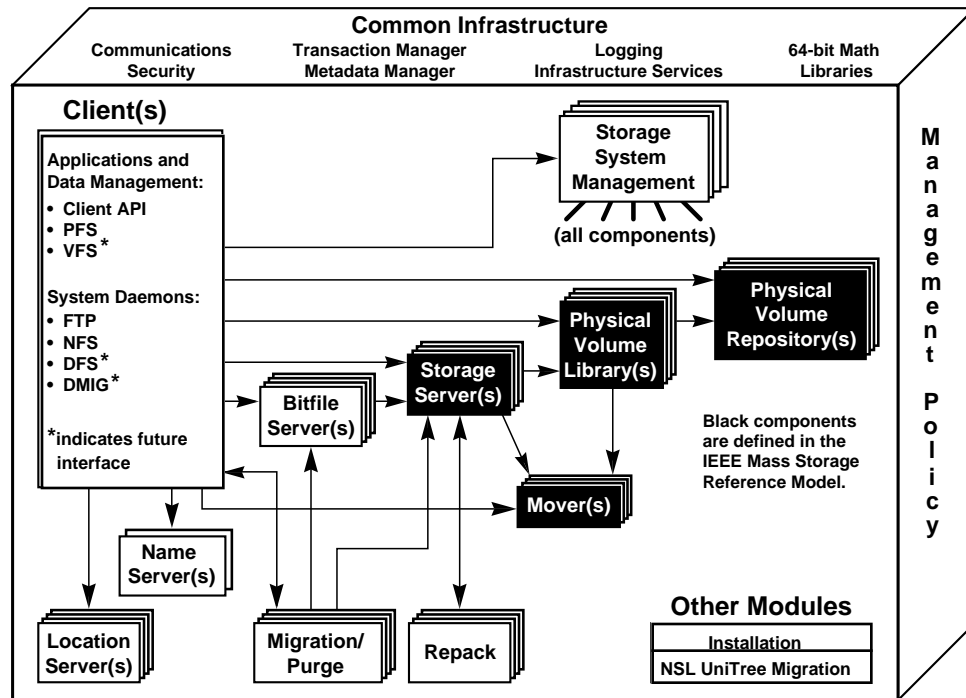 Common Infrastructure
Communications
Security
Transaction Manager
Metadata Manager
Logging
Infrastructure Services
64-bit Math
Libraries
Management Policy
Client(s)
Applications and
Data Management:
• Client API
• PFS
• VFS*
System Daemons:
• FTP
• NFS
• DFS*
• DMIG*
*indicates future
interface
Storage
System
Management
(all components)
Physical
Volume
Repository(s)
Physical
Volume
Library(s)
Storage
Server(s)
Bitfile
Server(s)
Black components
are defined in the
IEEE Mass Storage
Reference Model.
Mover(s)
Name
Server(s)
Location
Server(s)
Migration/
Purge
Repack
Other Modules
Installation
NSL UniTree Migration